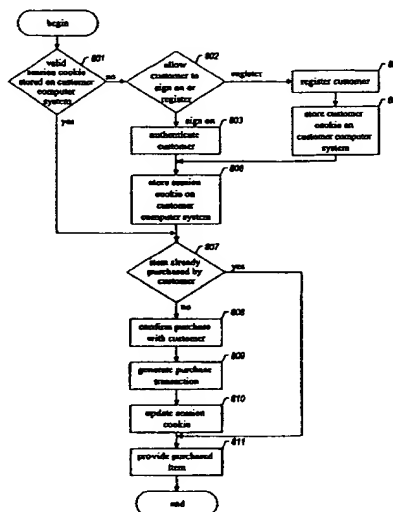 begin
801
valid
session cookie
stored on customer
computer
system
no
yes
802
allow
customer to
sign on or
register
register
sign on
8
register customer
8
store customer
cookie on
customer computer
system
803
authenticate
customer
806
store session
cookie on
customer
computer system
807
item already
purchased by
customer
yes
no
808
confirm purchase
with customer
809
generate purchase
transaction
810
update session
cookie
811
provide purchased
item
end